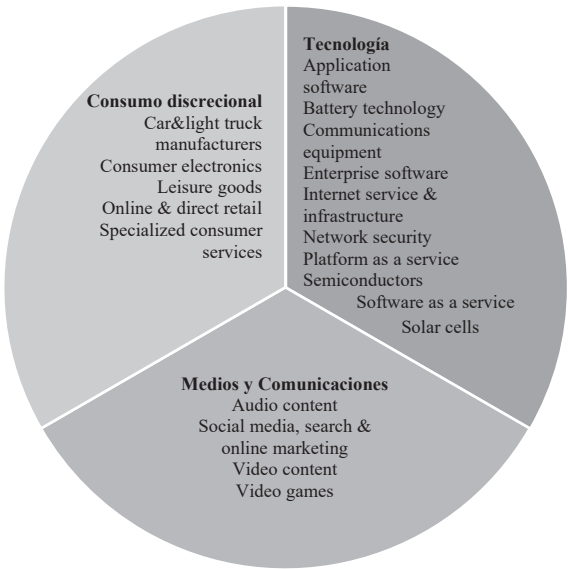 Consumo discrecional
Car&light truck
manufacturers
Consumer electronics
Leisure goods
Online & direct retail
Specialized consumer
services
Tecnología
Application
software
Battery technology
Communications
equipment
Enterprise software
Internet service &
infrastructure
Network security
Platform as a service
Semiconductors
Software as a service
Solar cells
Medios y Comunicaciones
Audio content
Social media, search &
online marketing
Video content
Video games